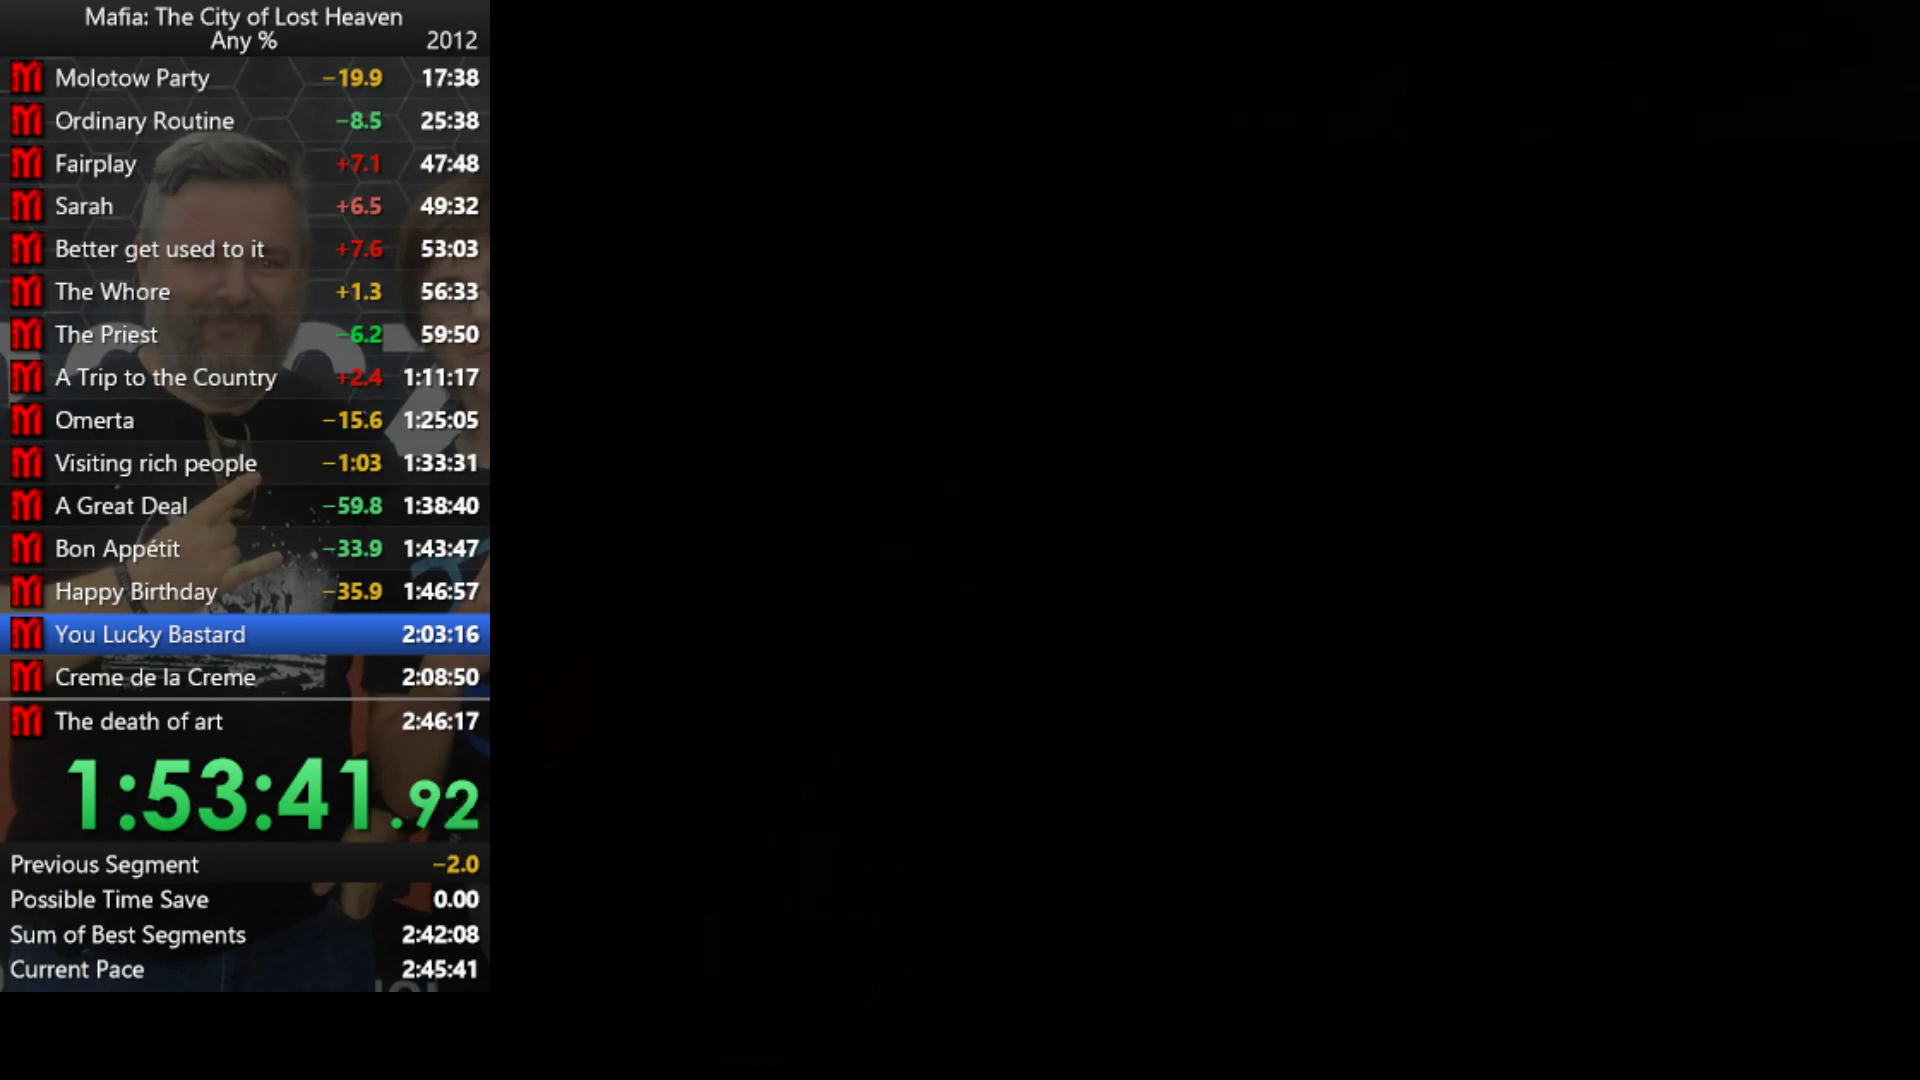 Mafia: The City of Lost Heaven
Any % 2012
Molotow Party −19.9 17:38
Ordinary Routine −8.5 25:38
Fairplay +7.1 47:48
Sarah +6.5 49:32
Better get used to it +7.6 53:03
The Whore +1.3 56:33
The Priest −6.2 59:50
A Trip to the Country +2.4 1:11:17
Omerta −15.6 1:25:05
Visiting rich people −1:03 1:33:31
A Great Deal −59.8 1:38:40
Bon Appétit −33.9 1:43:47
Happy Birthday −35.9 1:46:57
You Lucky Bastard 2:03:16
Creme de la Creme 2:08:50
The death of art 2:46:17
1:53:41.92
Previous Segment −2.0
Possible Time Save 0.00
Sum of Best Segments 2:42:08
Current Pace 2:45:41